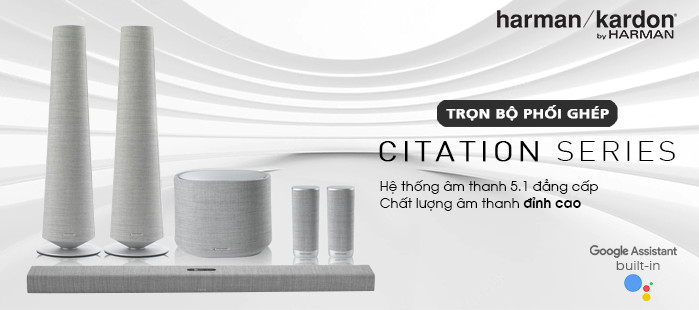 harman/kardon®
by HARMAN
TRỌN BỘ PHỐI GHÉP
CITATION SERIES
Hệ thống âm thanh 5.1 đẳng cấp
Chất lượng âm thanh đỉnh cao
Google Assistant
built-in